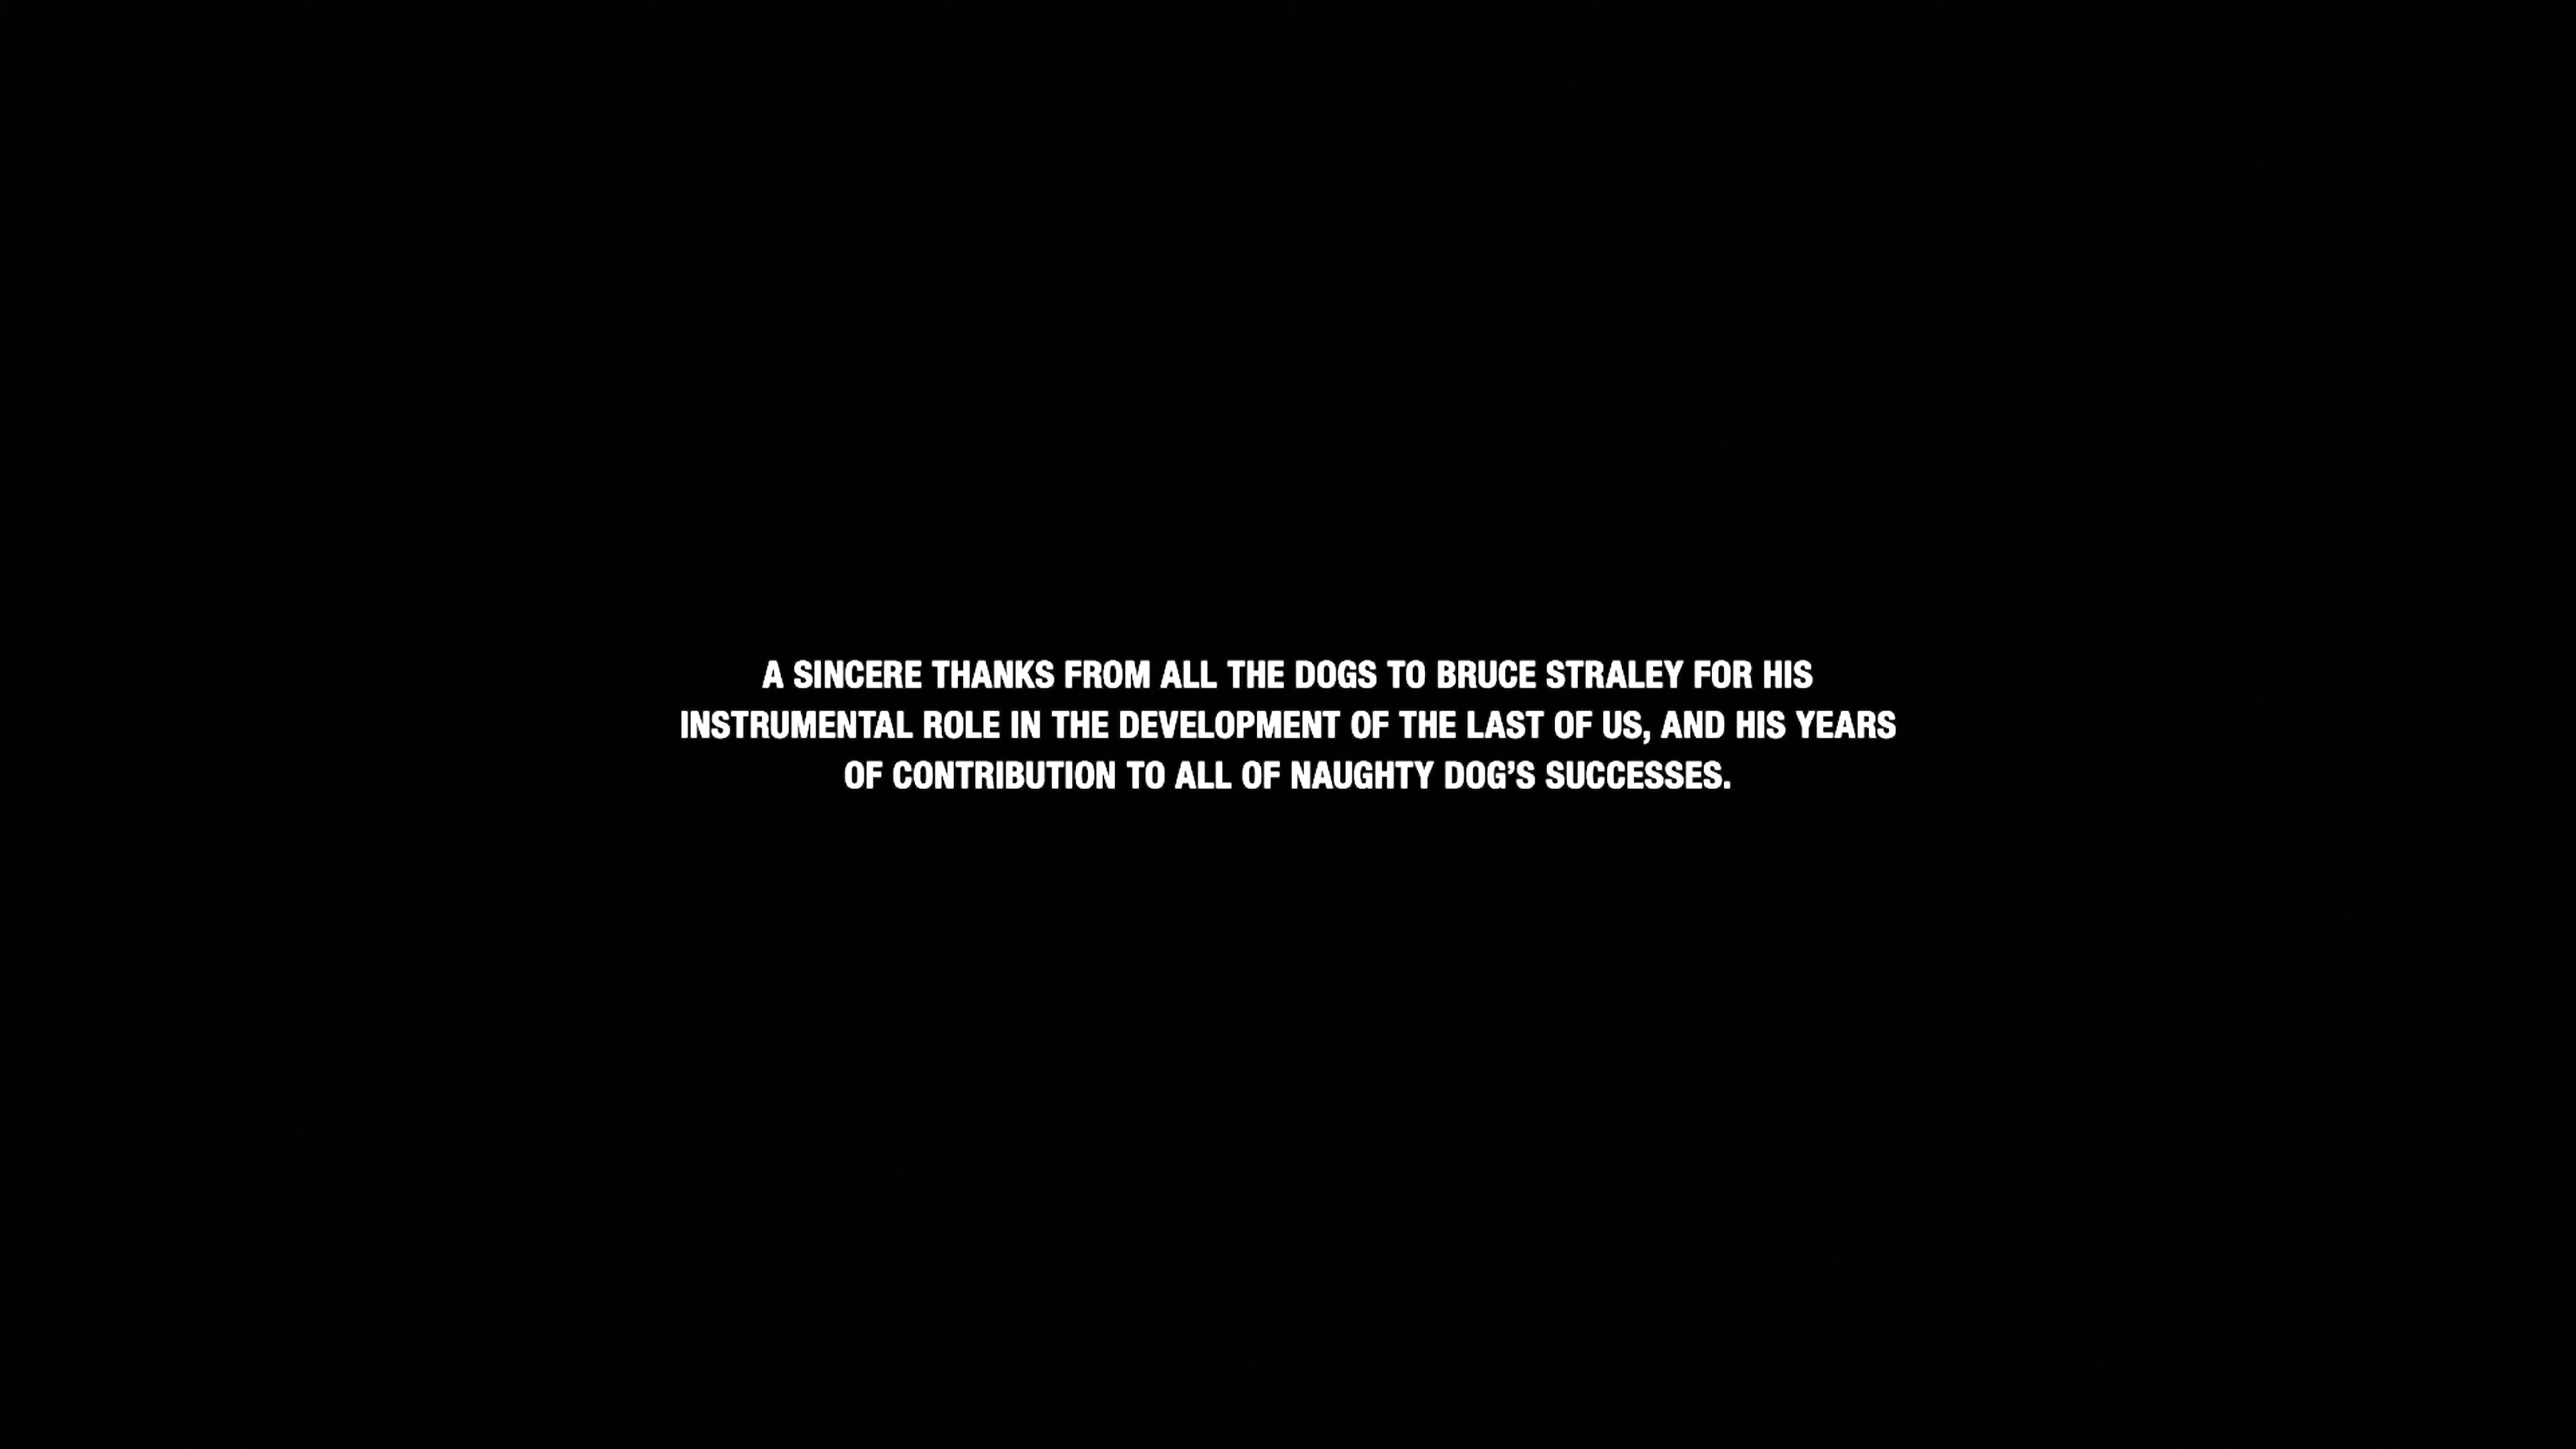 A SINCERE THANKS FROM ALL THE DOGS TO BRUCE STRALEY FOR HIS
INSTRUMENTAL ROLE IN THE DEVELOPMENT OF THE LAST OF US, AND HIS YEARS
OF CONTRIBUTION TO ALL OF NAUGHTY DOG’S SUCCESSES.